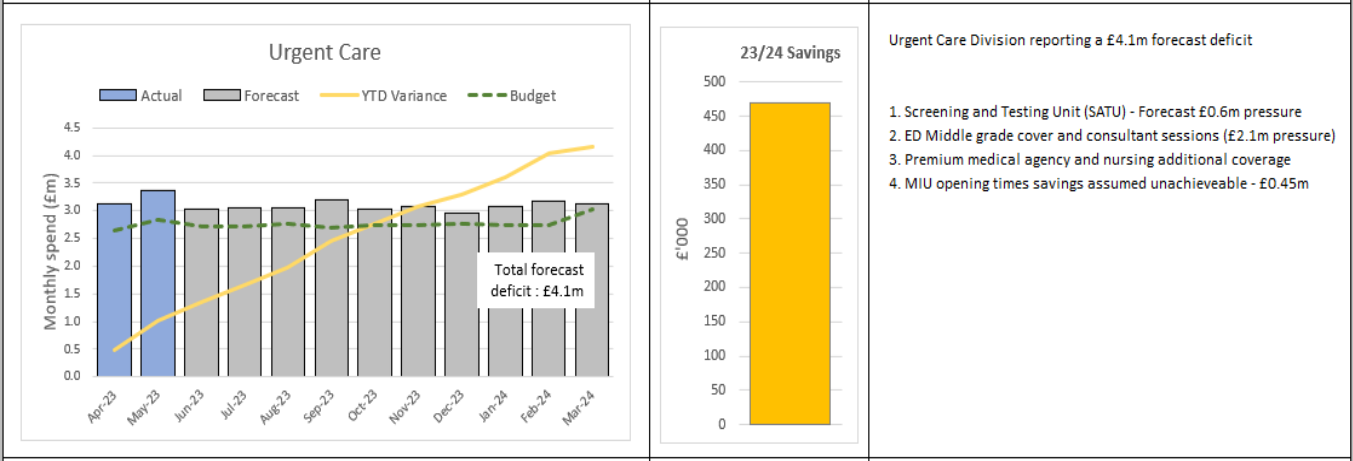 Urgent Care
Actual Forecast YTD Variance Budget
Monthly spend (£m)
4.5
4.0
3.5
3.0
2.5
2.0
1.5
1.0
0.5
0.0
Total forecast
deficit : £4.1m
Apr-23 May-23 Jun-23 Jul-23 Aug-23 Sep-23 Oct-23 Nov-23 Dec-23 Jan-24 Feb-24 Mar-24
23/24 Savings
£'000
500
450
400
350
300
250
200
150
100
50
0
Urgent Care Division reporting a £4.1m forecast deficit
1. Screening and Testing Unit (SATU) - Forecast £0.6m pressure
2. ED Middle grade cover and consultant sessions (£2.1m pressure)
3. Premium medical agency and nursing additional coverage
4. MIU opening times savings assumed unachieveable - £0.45m